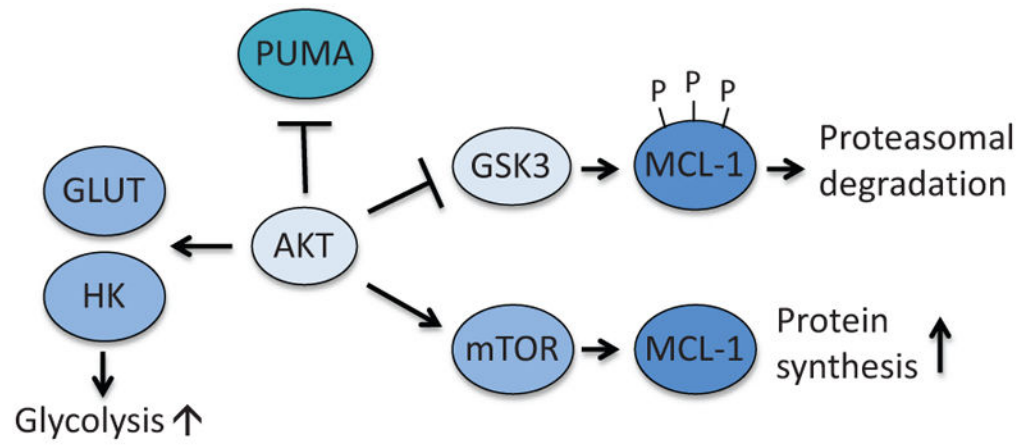 PUMA
P P P
GLUT
GSK3
MCL-1
Proteasomal
degradation
AKT
HK
mTOR
MCL-1
Protein
synthesis
Glycolysis